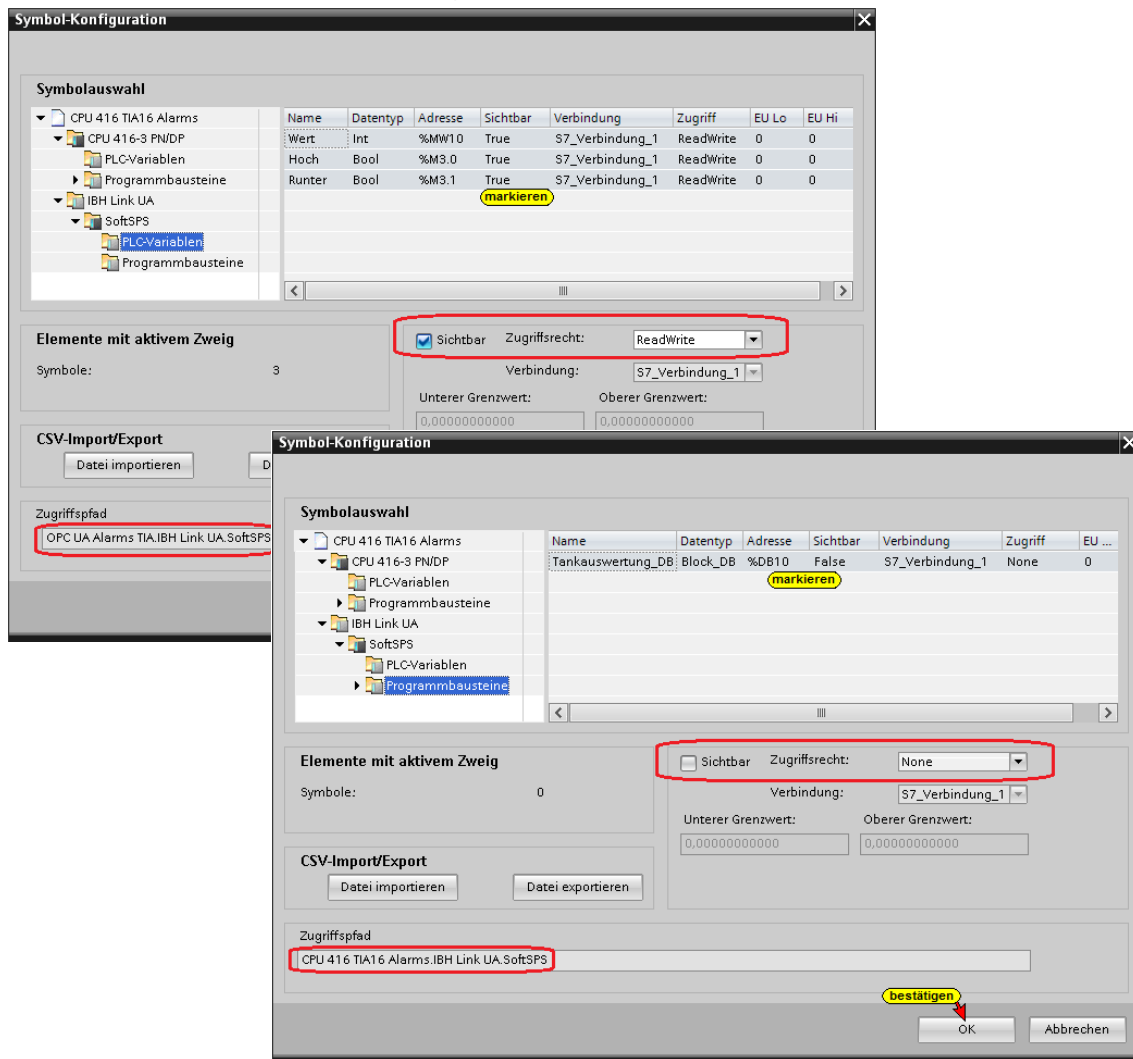 Symbol-Konfiguration
Symbolauswahl
CPU 416 TIA16 Alarms
CPU 416-3 PN/DP
PLC-Variablen
Programmbausteine
IBH Link UA
SoftSPS
PLC-Variablen
Programmbausteine
Name Datentyp Adresse Sichtbar Verbindung Zugriff EU Lo EU Hi
Wert Int %MW10 True S7_Verbindung_1 ReadWrite 0 0
Hoch Bool %M3.0 True S7_Verbindung_1 ReadWrite 0 0
Runter Bool %M3.1 True S7_Verbindung_1 ReadWrite 0 0
markieren
Elemente mit aktivem Zweig
Symbole: 3
Sichtbar Zugriffsrecht: ReadWrite
Verbindung: S7_Verbindung_1
Unterer Grenzwert: Oberer Grenzwert:
0,00000000000 0,00000000000
CSV-Import/Export
Datei importieren D
Zugriffspfad
OPC UA Alarms TIA.IBH Link UA.SoftSPS
Symbol-Konfiguration
Symbolauswahl
CPU 416 TIA16 Alarms
CPU 416-3 PN/DP
PLC-Variablen
Programmbausteine
IBH Link UA
SoftSPS
PLC-Variablen
Programmbausteine
Name Datentyp Adresse Sichtbar Verbindung Zugriff EU ...
Tankauswertung_DB Block_DB %DB10 False S7_Verbindung_1 None 0
markieren
Elemente mit aktivem Zweig
Symbole: 0
Sichtbar Zugriffsrecht: None
Verbindung: S7_Verbindung_1
Unterer Grenzwert: Oberer Grenzwert:
0,00000000000 0,00000000000
CSV-Import/Export
Datei importieren Datei exportieren
Zugriffspfad
CPU 416 TIA16 Alarms.IBH Link UA.SoftSPS
bestätigen
OK Abbrechen